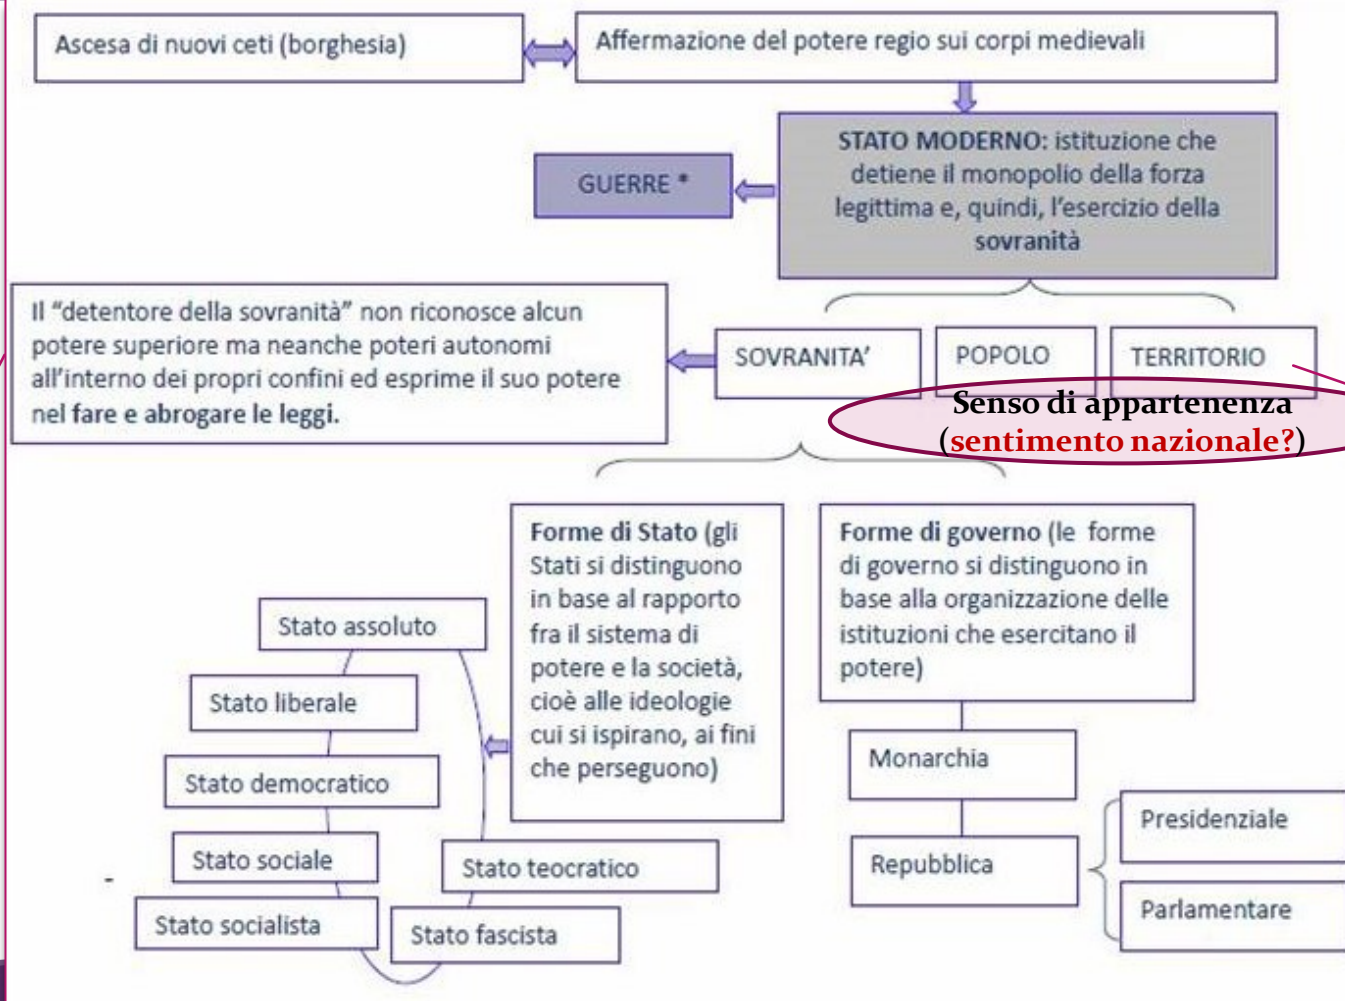 Ascesa di nuovi ceti (borghesia)
Affermazione del potere regio sui corpi medievali
STATO MODERNO: istituzione che
detiene il monopolio della forza
legittima e, quindi, l'esercizio della
sovranità
GUERRE *
Il "detentore della sovranità" non riconosce alcun
potere superiore ma neanche poteri autonomi
all'interno dei propri confini ed esprime il suo potere
nel fare e abrogare le leggi.
SOVRANITA'
POPOLO
TERRITORIO
Senso di appartenenza
(sentimento nazionale?)
Forme di Stato (gli
Stati si distinguono
in base al rapporto
fra il sistema di
potere e la società,
cioè alle ideologie
cui si ispirano, ai fini
che perseguono)
Forme di governo (le forme
di governo si distinguono in
base alla organizzazione delle
istituzioni che esercitano il
potere)
Stato assoluto
Stato liberale
Stato democratico
Stato sociale
Stato socialista
Stato teocratico
Stato fascista
Monarchia
Repubblica
Presidenziale
Parlamentare
-